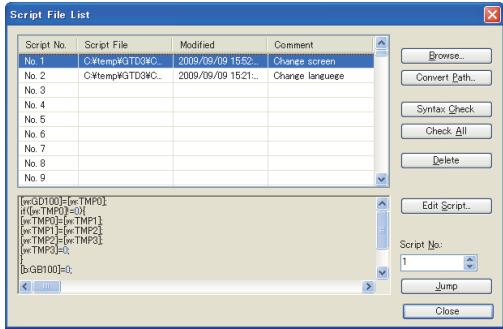 Script File List
Script No. Script File Modified Comment
No. 1 C:¥temp¥GTD3¥C... 2009/09/09 15:52:... Change screen
No. 2 C:¥temp¥GTD3¥C... 2009/09/09 15:21:... Change languege
No. 3
No. 4
No. 5
No. 6
No. 7
No. 8
No. 9
Browse...
Convert Path...
Syntax Check
Check All
Delete
[w:GD100]=[w:TMP0];
if([w:TMP0]!=0){
[w:TMP0]=[w:TMP1];
[w:TMP1]=[w:TMP2];
[w:TMP2]=[w:TMP3];
[w:TMP3]=0;
}
[b:GB100]=0;
Edit Script...
Script No.:
1
Jump
Close